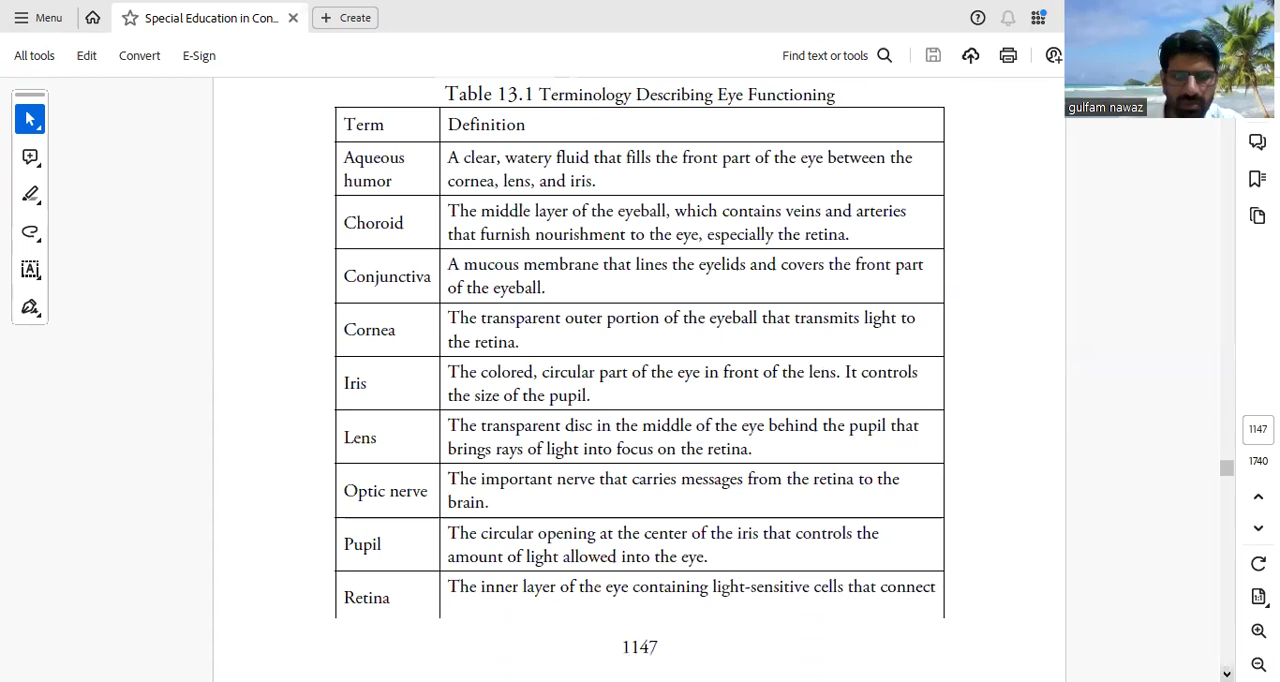 Menu
Special Education in Con...
Create
All tools
Edit
Convert
E-Sign
Find text or tools
gulfam nawaz
Table 13.1 Terminology Describing Eye Functioning
Term
Definition
Aqueous
humor
A clear, watery fluid that fills the front part of the eye between the
cornea, lens, and iris.
Choroid
The middle layer of the eyeball, which contains veins and arteries
that furnish nourishment to the eye, especially the retina.
Conjunctiva
A mucous membrane that lines the eyelids and covers the front part
of the eyeball.
Cornea
The transparent outer portion of the eyeball that transmits light to
the retina.
Iris
The colored, circular part of the eye in front of the lens. It controls
the size of the pupil.
Lens
The transparent disc in the middle of the eye behind the pupil that
brings rays of light into focus on the retina.
Optic nerve
The important nerve that carries messages from the retina to the
brain.
Pupil
The circular opening at the center of the iris that controls the
amount of light allowed into the eye.
Retina
The inner layer of the eye containing light-sensitive cells that connect
1147
1147
1740
1:1